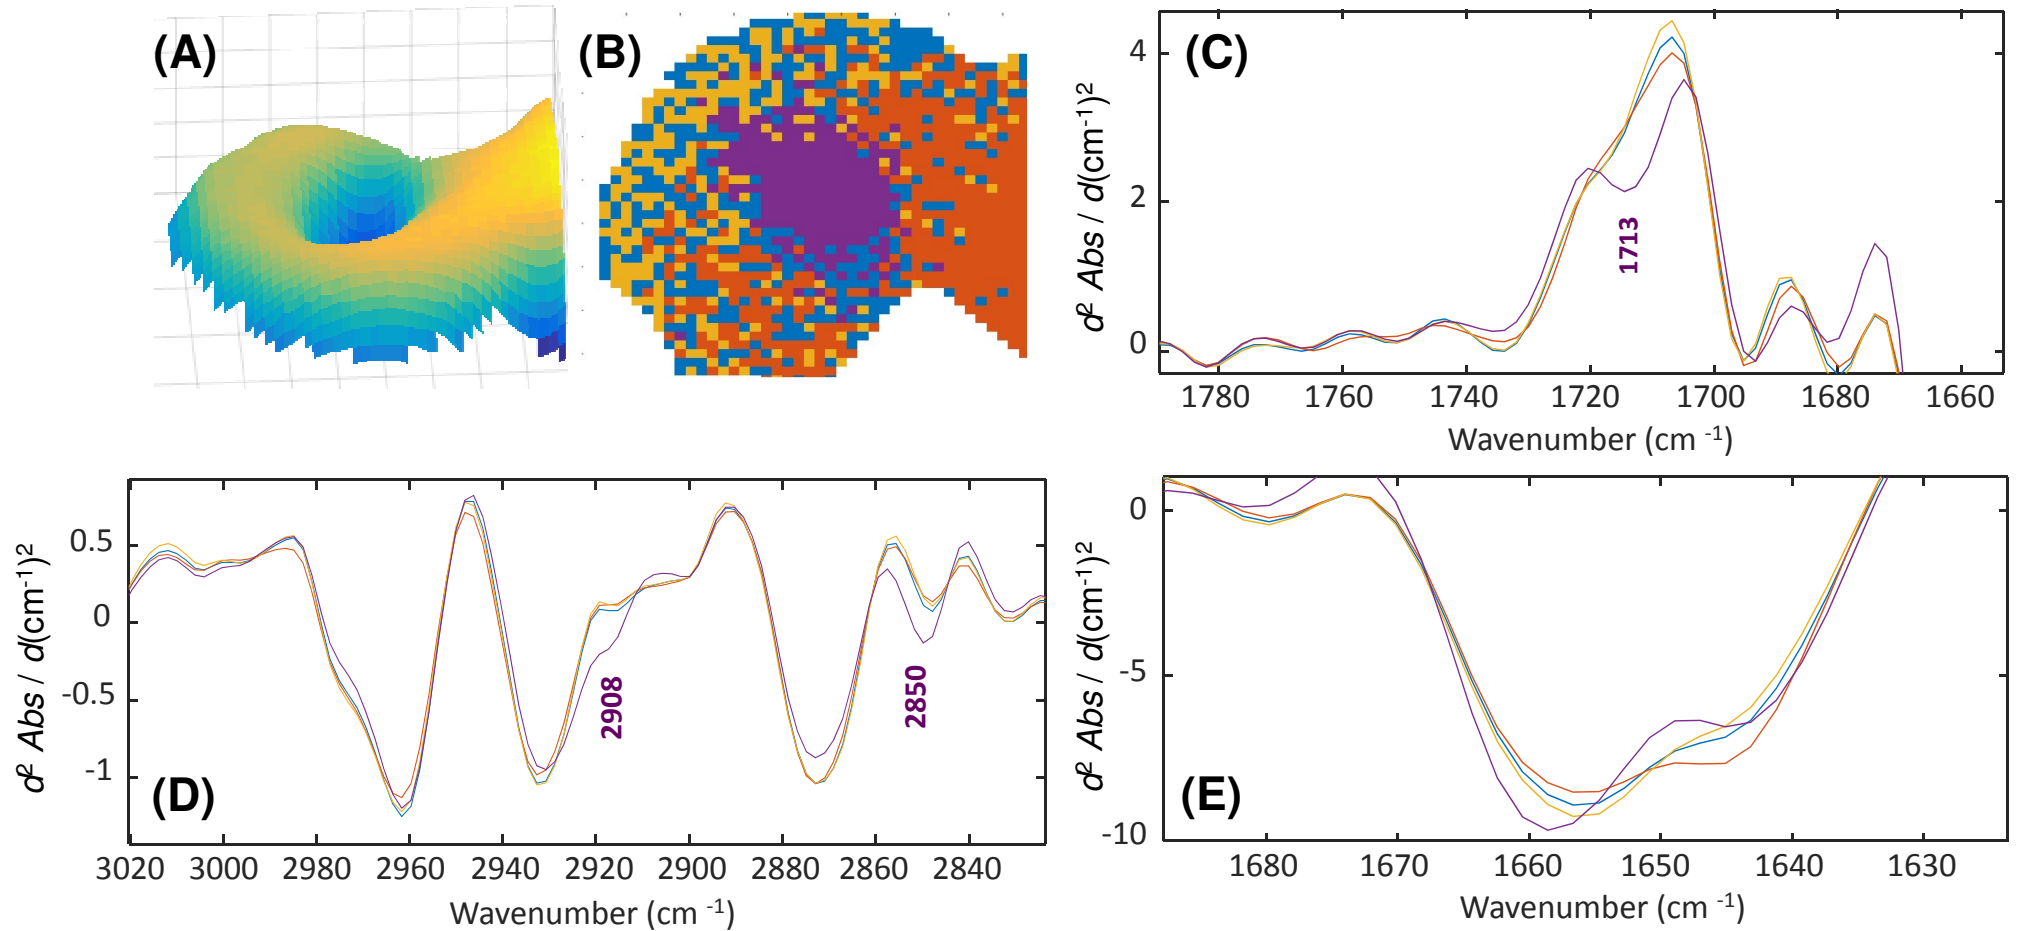 (A)
(B)
(C)
4
2
0
d² Abs / d(cm⁻¹)²
1713
1780 1760 1740 1720 1700 1680 1660
Wavenumber (cm ⁻¹)
0.5
0
-0.5
-1
d² Abs / d(cm⁻¹)²
2908
2850
(D)
3020 3000 2980 2960 2940 2920 2900 2880 2860 2840
Wavenumber (cm ⁻¹)
0
-5
-10
d² Abs / d(cm⁻¹)²
(E)
1680 1670 1660 1650 1640 1630
Wavenumber (cm ⁻¹)